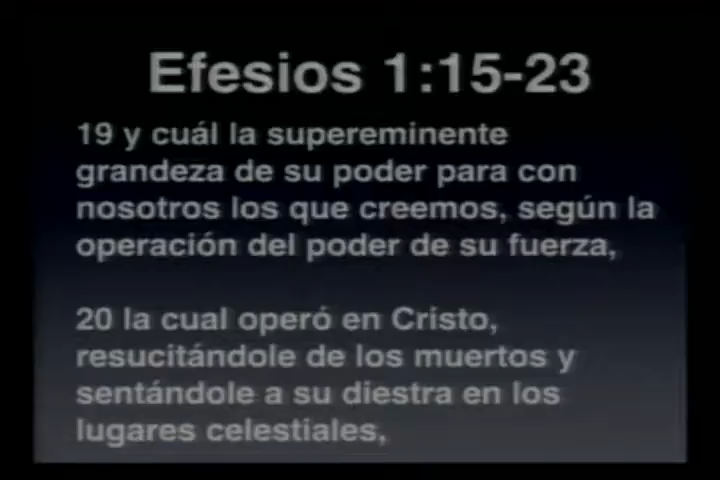 Efesios 1:15-23
19 y cuál la supereminente
grandeza de su poder para con
nosotros los que creemos, según la
operación del poder de su fuerza,
20 la cual operó en Cristo,
resucitándole de los muertos y
sentándole a su diestra en los
lugares celestiales,